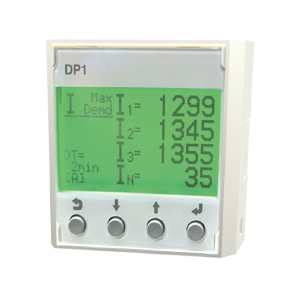 DP1
I Max Demd I1= 1299
I2= 1345
DT= I3= 1355
2min
[A] IN= 35